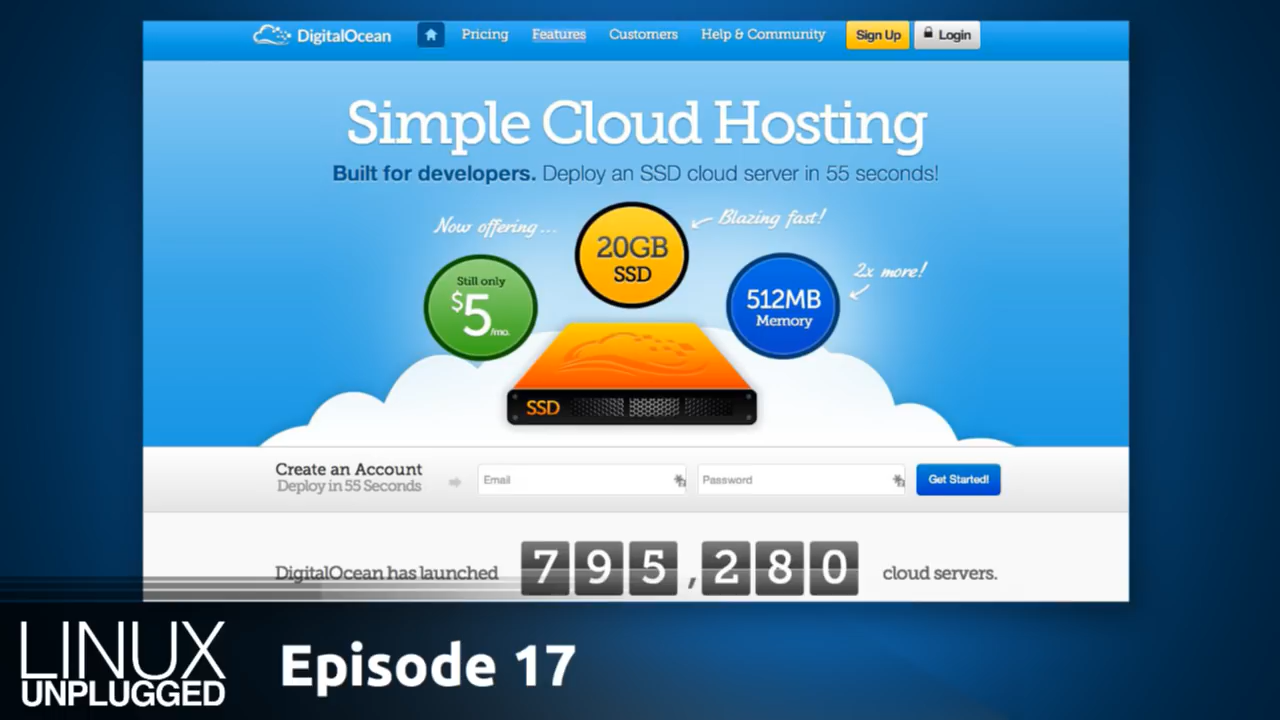 DigitalOcean Pricing Features Customers Help & Community Sign Up Login
Simple Cloud Hosting
Built for developers. Deploy an SSD cloud server in 55 seconds!
Now offering...
Blazing fast!
20GB
SSD
2x more!
Still only
$5/mo.
512MB
Memory
SSD
Create an Account
Deploy in 55 Seconds
Email
Password
Get Started!
DigitalOcean has launched 795,280 cloud servers.
LINUX
UNPLUGGED
Episode 17